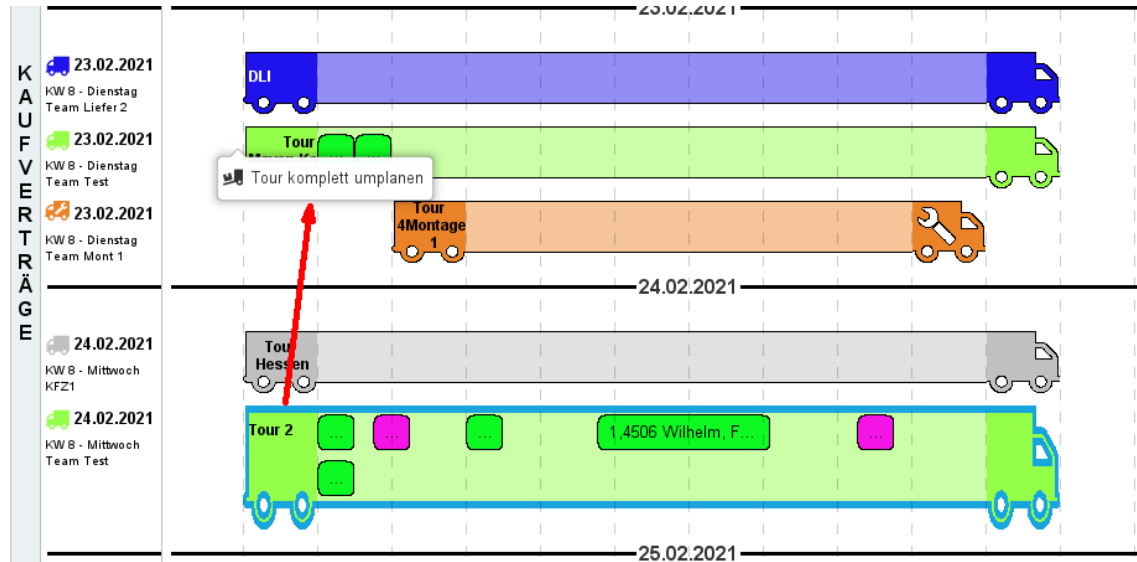 23.02.2021
KAUFVERTRÄGE
23.02.2021
KW 8 - Dienstag
Team Liefer 2
DLI
23.02.2021
KW 8 - Dienstag
Team Test
Tour
... ...
Tour komplett umplanen
23.02.2021
KW 8 - Dienstag
Team Mont 1
Tour
4Montage
1
24.02.2021
24.02.2021
KW 8 - Mittwoch
KFZ1
Tour
Hessen
24.02.2021
KW 8 - Mittwoch
Team Test
Tour 2
... ... ... 1,4506 Wilhelm, F... ...
...
25.02.2021